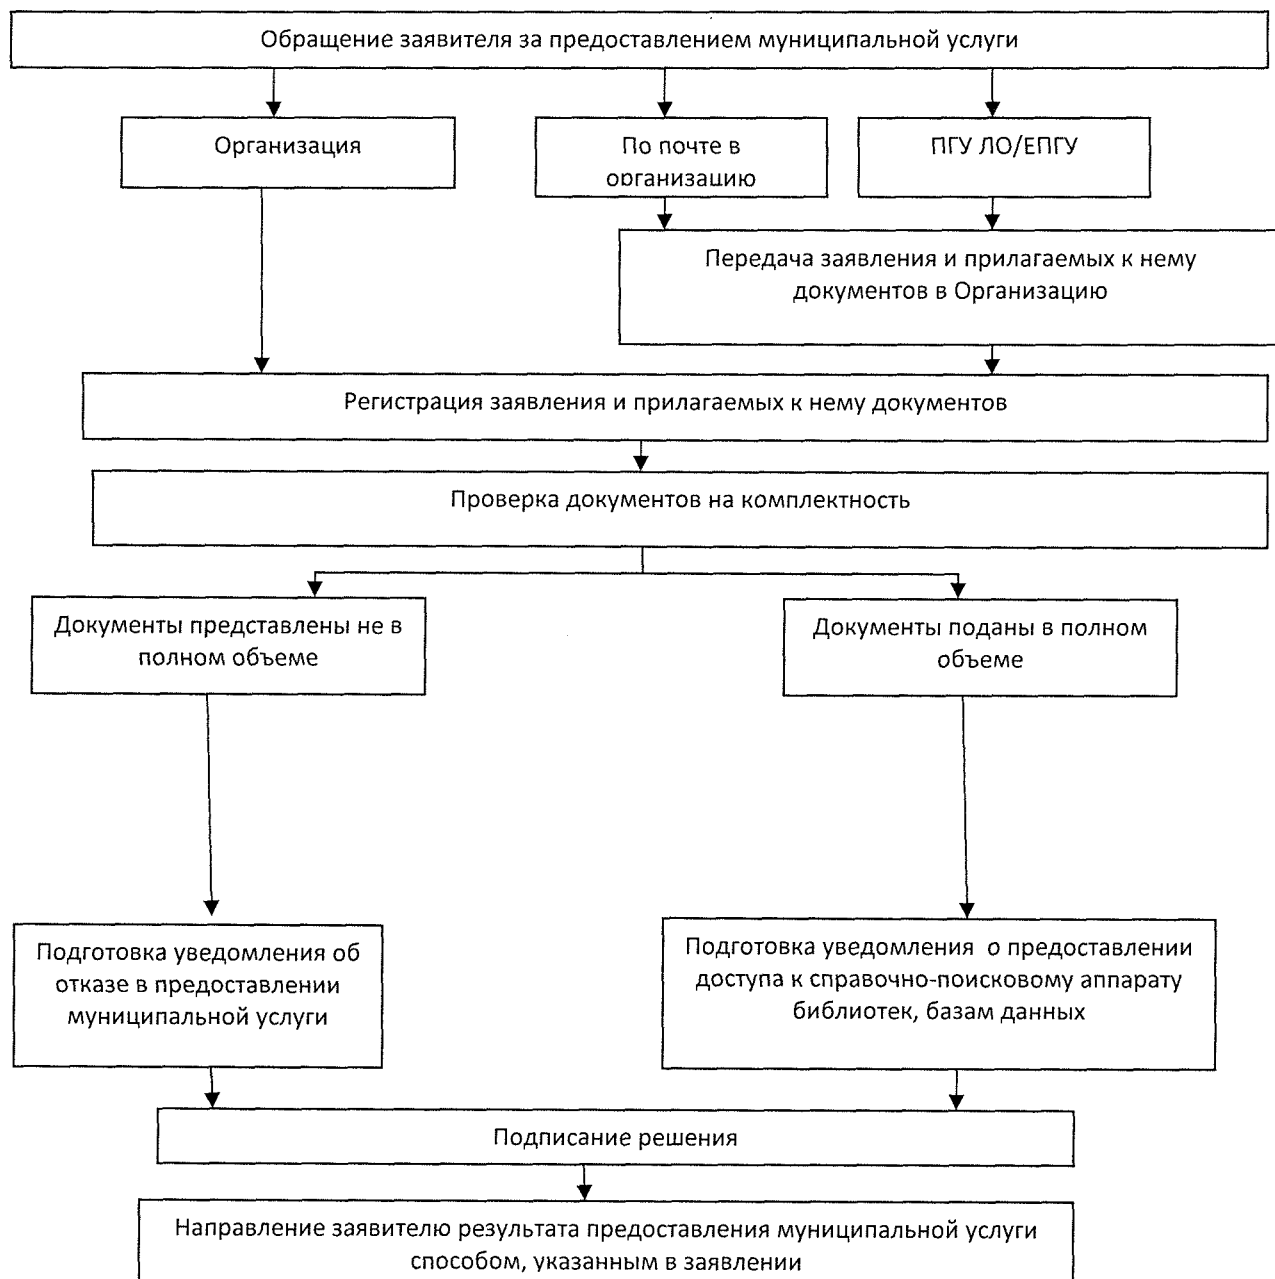 Обращение заявителя за предоставлением муниципальной услуги
Организация
По почте в
организацию
ПГУ ЛО/ЕПГУ
Передача заявления и прилагаемых к нему
документов в Организацию
Регистрация заявления и прилагаемых к нему документов
Проверка документов на комплектность
Документы представлены не в
полном объеме
Документы поданы в полном
объеме
Подготовка уведомления об
отказе в предоставлении
муниципальной услуги
Подготовка уведомления о предоставлении
доступа к справочно-поисковому аппарату
библиотек, базам данных
Подписание решения
Направление заявителю результата предоставления муниципальной услуги
способом, указанным в заявлении